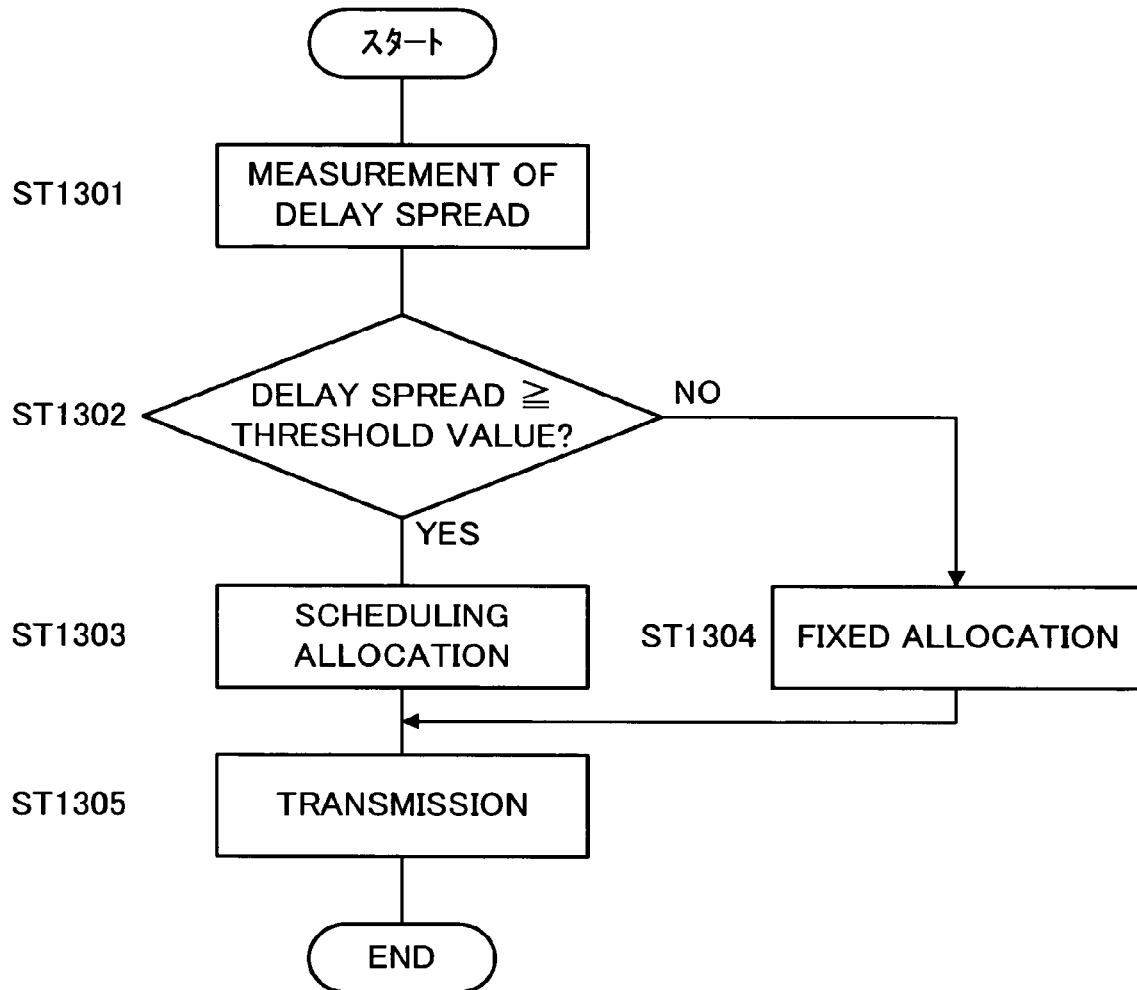 スタート
ST1301
MEASUREMENT OF
DELAY SPREAD
ST1302
DELAY SPREAD ≧
THRESHOLD VALUE?
NO
YES
ST1303
SCHEDULING
ALLOCATION
ST1304
FIXED ALLOCATION
ST1305
TRANSMISSION
END